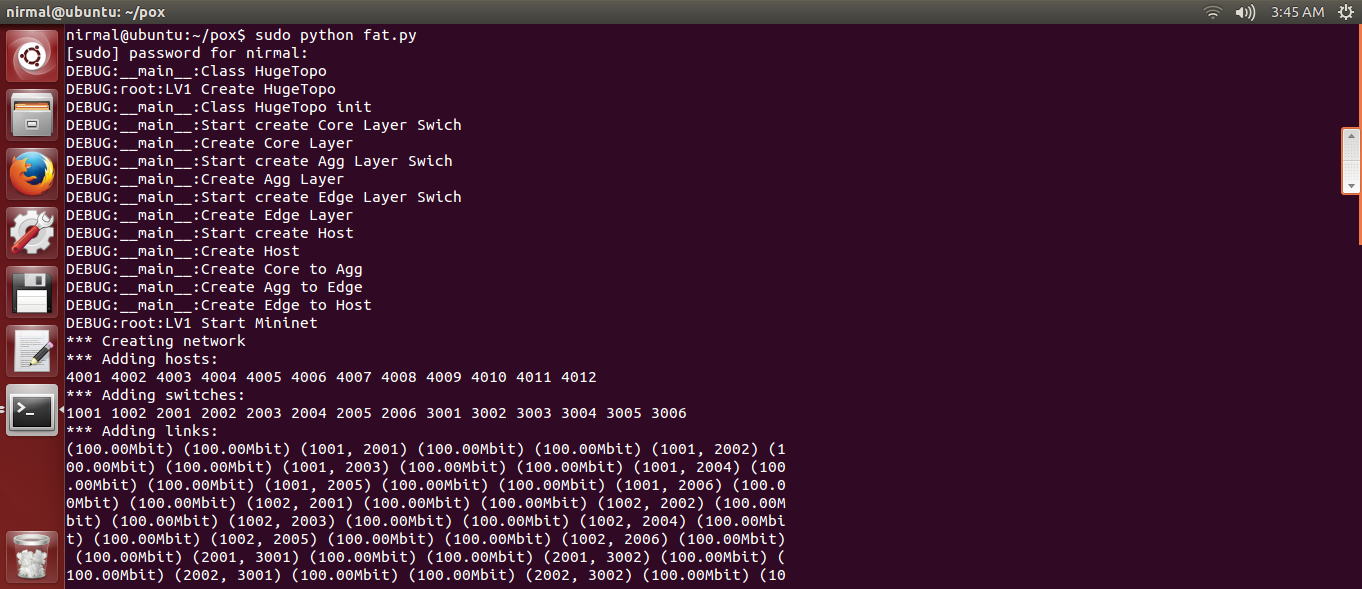 nirmal@ubuntu: ~/pox
3:45 AM
nirmal@ubuntu:~/pox$ sudo python fat.py
[sudo] password for nirmal:
DEBUG:__main__:Class HugeTopo
DEBUG:root:LV1 Create HugeTopo
DEBUG:__main__:Class HugeTopo init
DEBUG:__main__:Start create Core Layer Swich
DEBUG:__main__:Create Core Layer
DEBUG:__main__:Start create Agg Layer Swich
DEBUG:__main__:Create Agg Layer
DEBUG:__main__:Start create Edge Layer Swich
DEBUG:__main__:Create Edge Layer
DEBUG:__main__:Start create Host
DEBUG:__main__:Create Host
DEBUG:__main__:Create Core to Agg
DEBUG:__main__:Create Agg to Edge
DEBUG:__main__:Create Edge to Host
DEBUG:root:LV1 Start Mininet
*** Creating network
*** Adding hosts:
4001 4002 4003 4004 4005 4006 4007 4008 4009 4010 4011 4012
*** Adding switches:
1001 1002 2001 2002 2003 2004 2005 2006 3001 3002 3003 3004 3005 3006
*** Adding links:
(100.00Mbit) (100.00Mbit) (1001, 2001) (100.00Mbit) (100.00Mbit) (1001, 2002) (1
00.00Mbit) (100.00Mbit) (1001, 2003) (100.00Mbit) (100.00Mbit) (1001, 2004) (100
.00Mbit) (100.00Mbit) (1001, 2005) (100.00Mbit) (100.00Mbit) (1001, 2006) (100.0
0Mbit) (100.00Mbit) (1002, 2001) (100.00Mbit) (100.00Mbit) (1002, 2002) (100.00M
bit) (100.00Mbit) (1002, 2003) (100.00Mbit) (100.00Mbit) (1002, 2004) (100.00Mbi
t) (100.00Mbit) (1002, 2005) (100.00Mbit) (100.00Mbit) (1002, 2006) (100.00Mbit)
 (100.00Mbit) (2001, 3001) (100.00Mbit) (100.00Mbit) (2001, 3002) (100.00Mbit) (
100.00Mbit) (2002, 3001) (100.00Mbit) (100.00Mbit) (2002, 3002) (100.00Mbit) (10